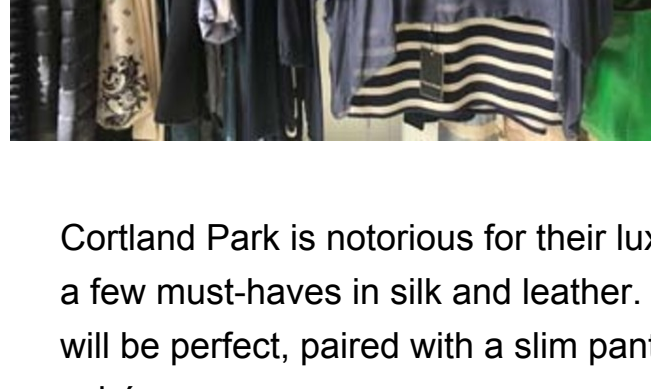 Cortland Park is notorious for their
a few must-haves in silk and leather.
will be perfect, paired with a slim